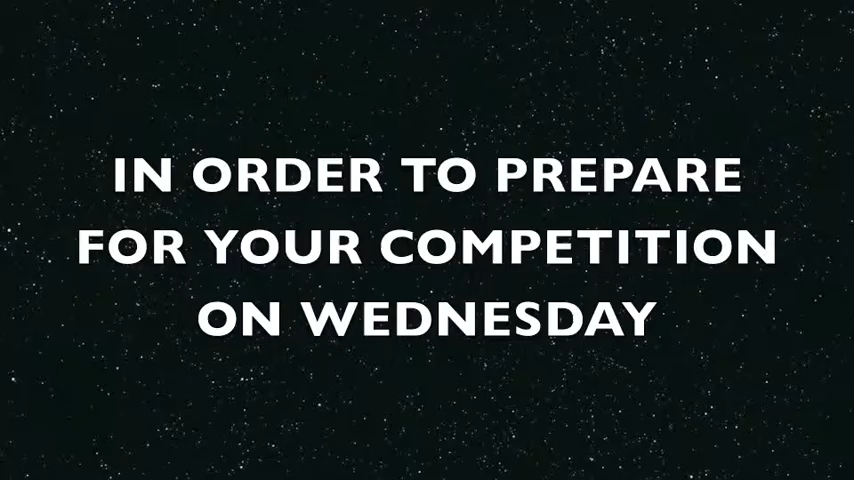 IN ORDER TO PREPARE
FOR YOUR COMPETITION
ON WEDNESDAY